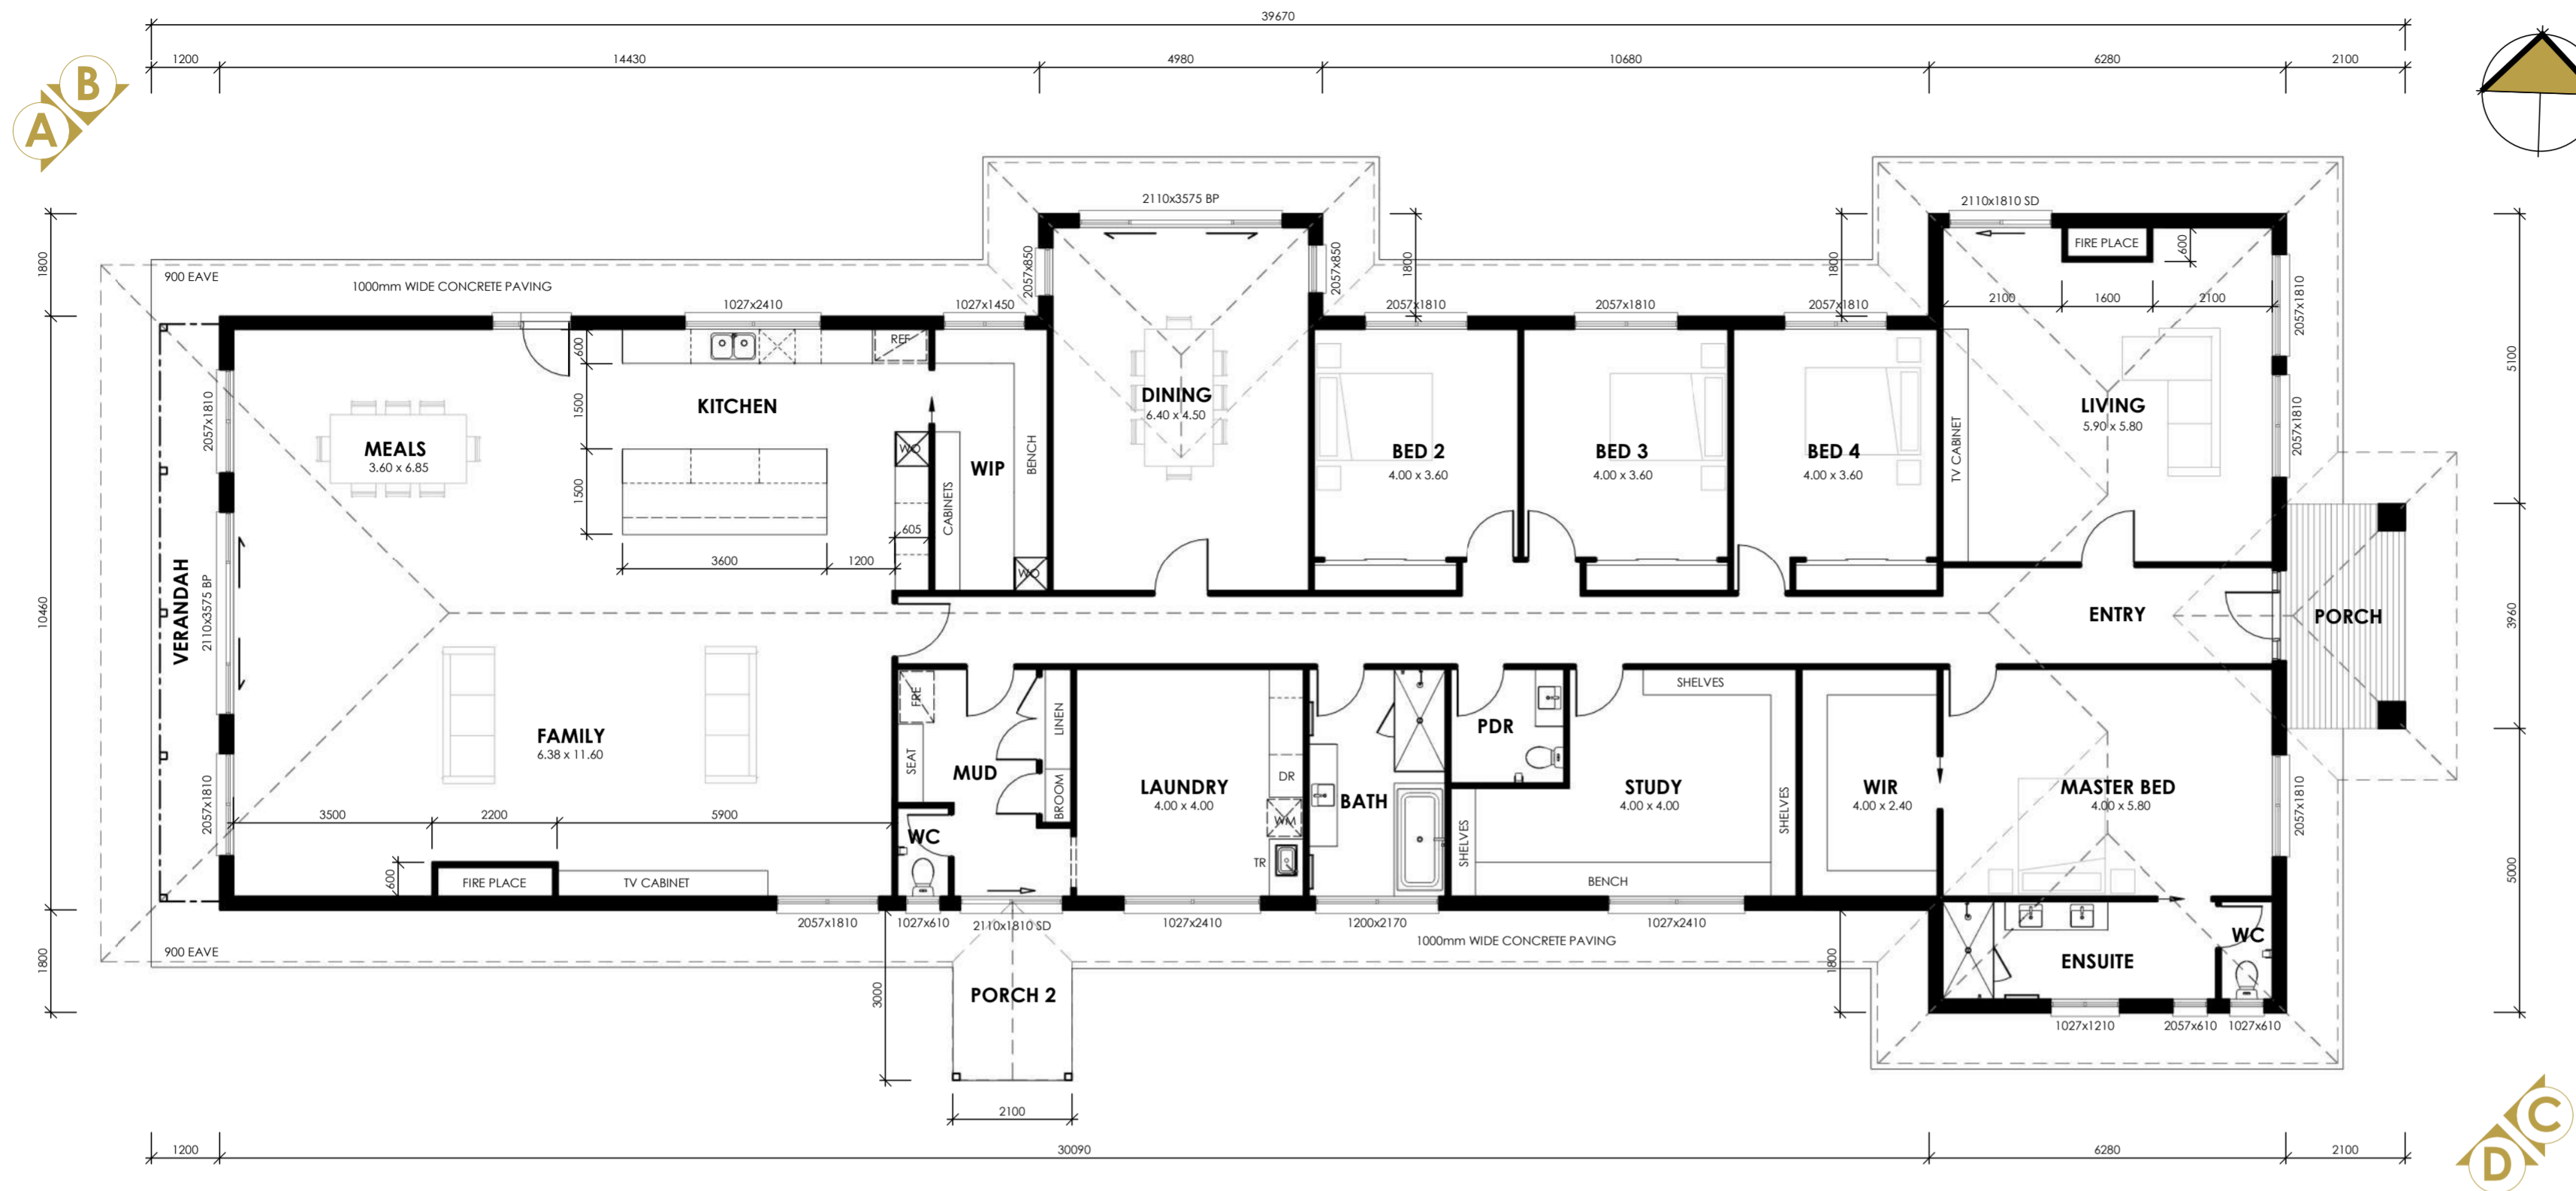 39670
1200
14430
4980
10680
6280
2100
B
A
2110x3575 BP
2110x1810 SD
1800
2057x850
2057x850
1800
1800
FIRE PLACE
600
900 EAVE
1000mm WIDE CONCRETE PAVING
1027x2410
1027x1450
2057x1810
2057x1810
2057x1810
2100
1600
2100
2057x1810
600
REF
5100
KITCHEN
DINING
6.40 x 4.50
LIVING
5.90 x 5.80
1500
2057x1810
2057x1810
MEALS
3.60 x 6.85
WO
WIP
BENCH
BED 2
4.00 x 3.60
BED 3
4.00 x 3.60
BED 4
4.00 x 3.60
TV CABINET
1500
CABINETS
605
3600
1200
WO
VERANDAH
2110x3575 BP
10460
ENTRY
PORCH
3960
FRE
LINEN
SHELVES
SEAT
MUD
FAMILY
6.38 x 11.60
PDR
LAUNDRY
4.00 x 4.00
DR
BATH
STUDY
4.00 x 4.00
SHELVES
WIR
4.00 x 2.40
MASTER BED
4.00 x 5.80
2057x1810
2057x1810
BROOM
WM
3500
2200
5900
WC
SHELVES
TR
600
FIRE PLACE
TV CABINET
BENCH
5000
2057x1810
1027x610
2110x1810 SD
1027x2410
1200x2170
1027x2410
1000mm WIDE CONCRETE PAVING
WC
900 EAVE
1800
1800
ENSUITE
3000
PORCH 2
1027x1210
2057x610
1027x610
2100
1200
30090
6280
2100
C
D